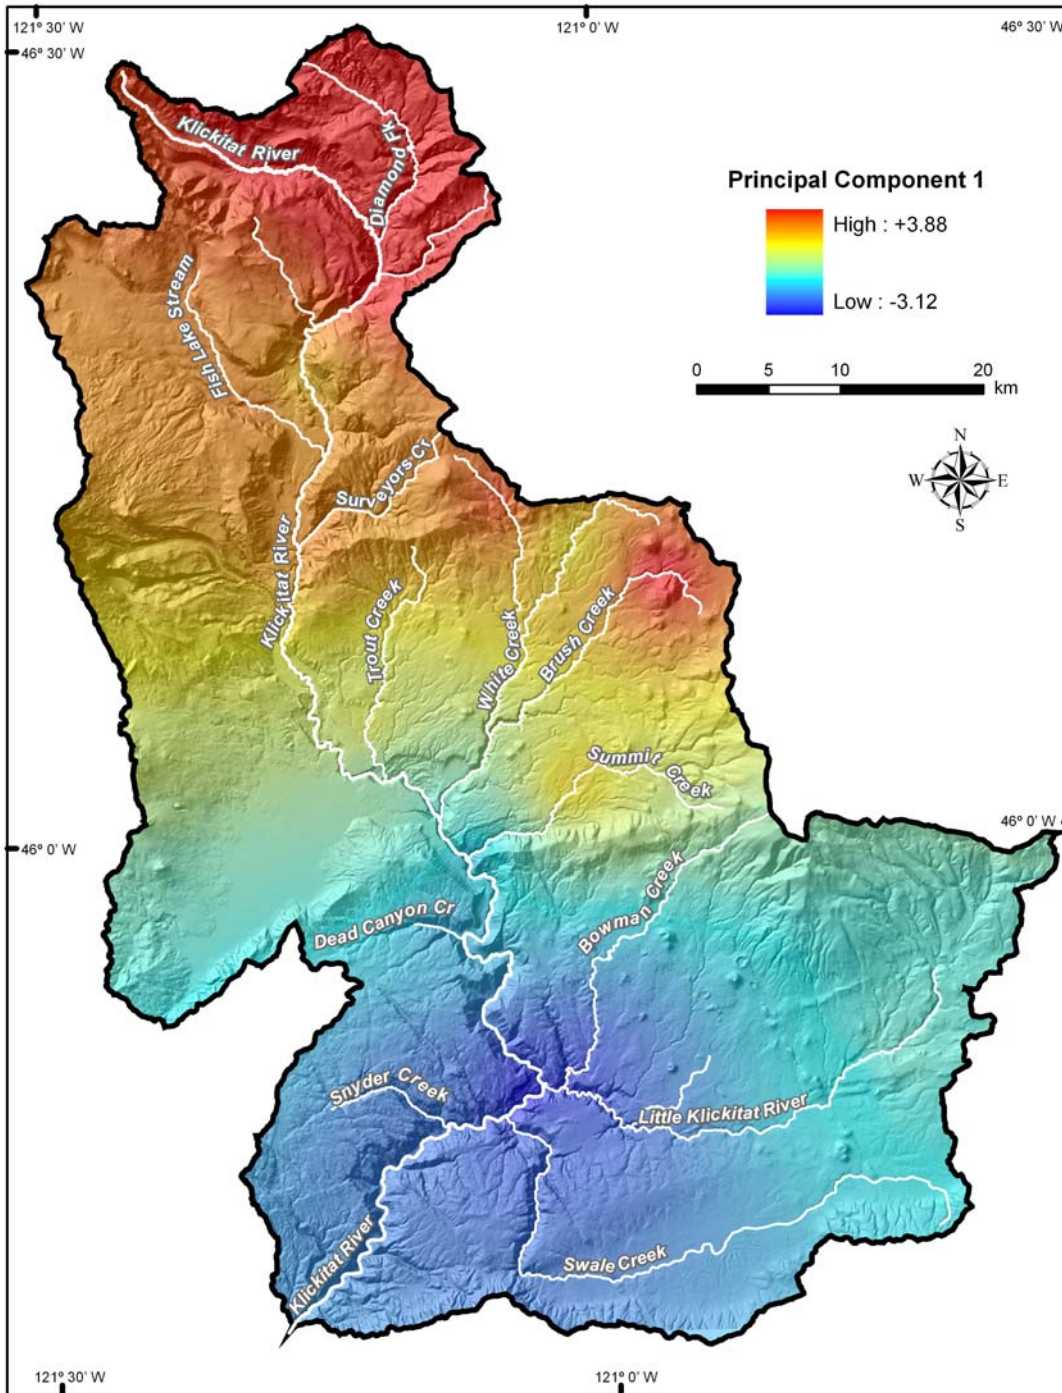 121° 30' W
121° 0' W
46° 30' W
46° 30' W
Klickitat River
Diamond Fk.
Principal Component 1
High : +3.88
Low : -3.12
Fish Lake Stream
0 5 10 20
km
N
W E
S
Surveyors Cr
Klickitat River
Trout Creek
White Creek
Brush Creek
Summit Creek
46° 0' W
46° 0' W
Bowman Creek
Dead Canyon Cr
Snyder Creek
Little Klickitat River
Klickitat River
Swale Creek
121° 30' W
121° 0' W